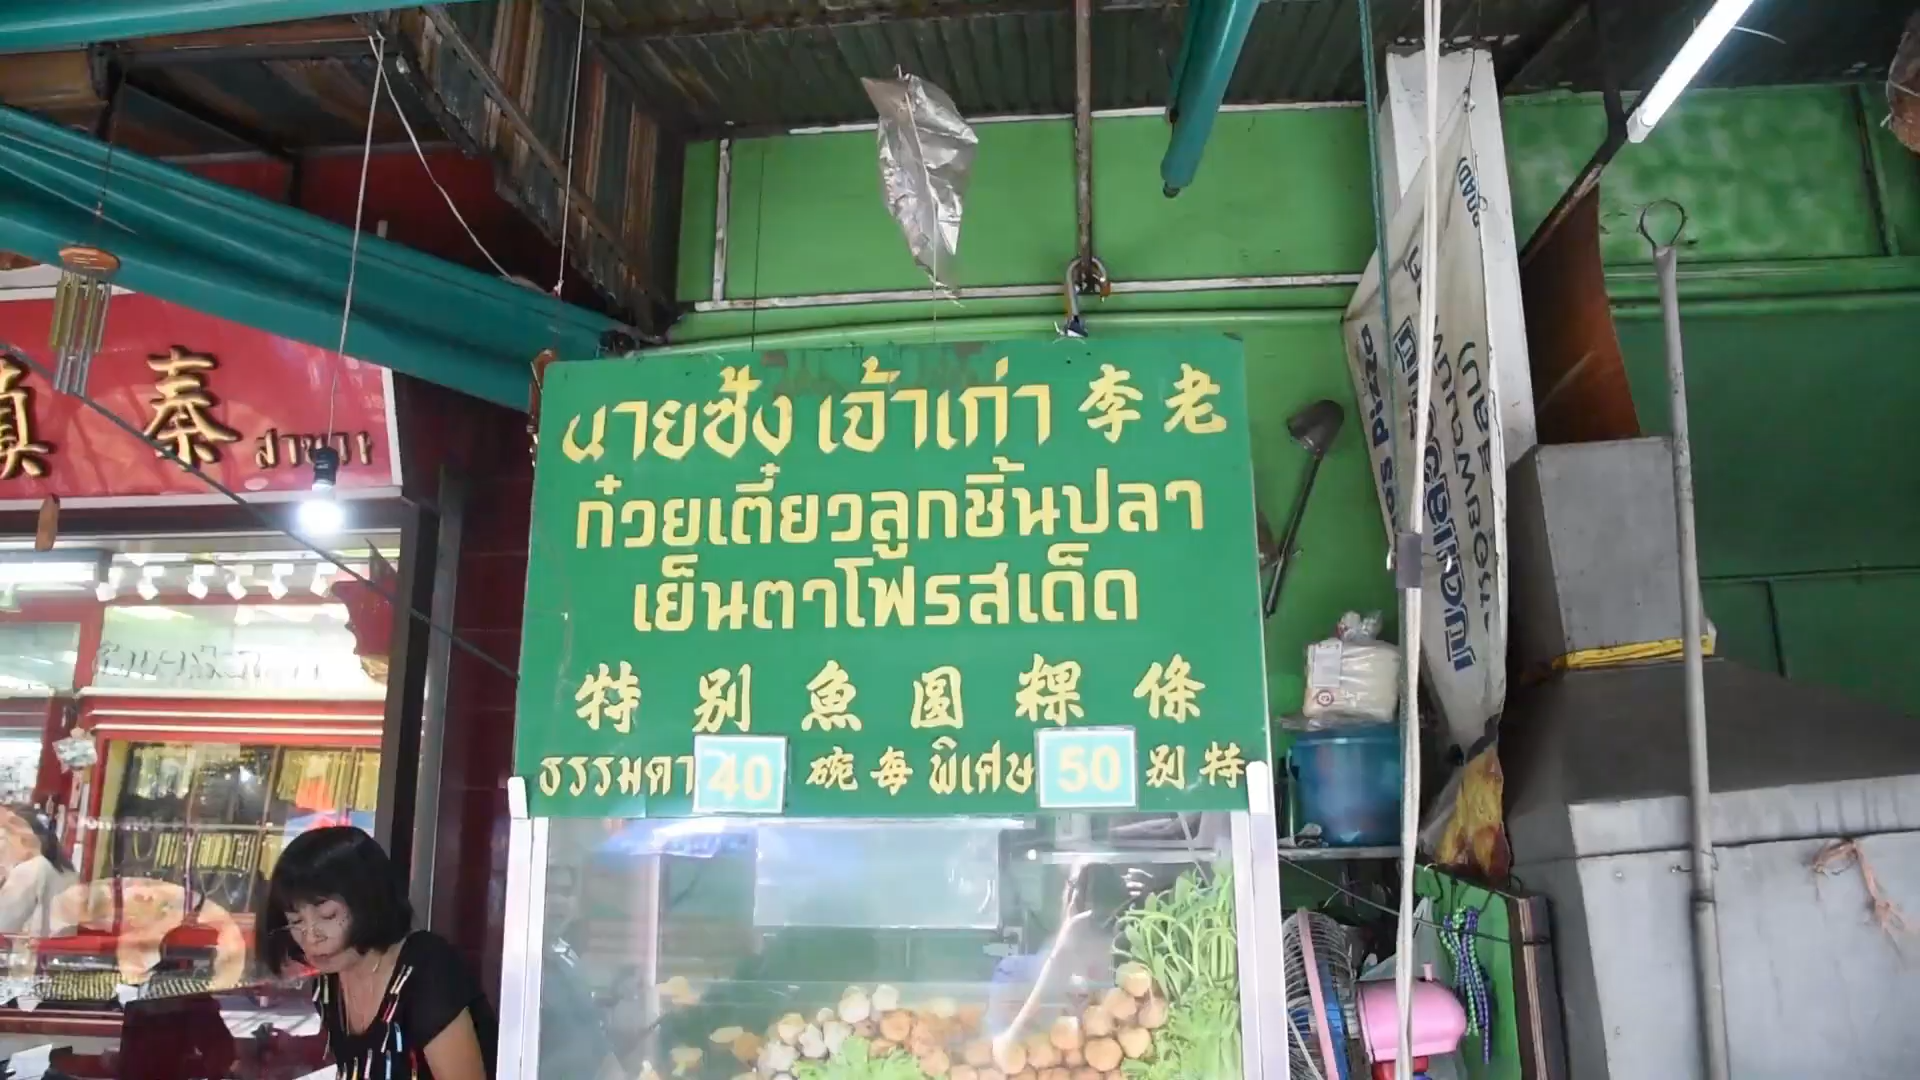 นายซ้ง เจ้าเก่า 李老
ก๋วยเตี๋ยวลูกชิ้นปลา
เย็นตาโฟรสเด็ด
特別魚圓粿條
ธรรมดา 40 碗每 พิเศษ 50 別特
泰